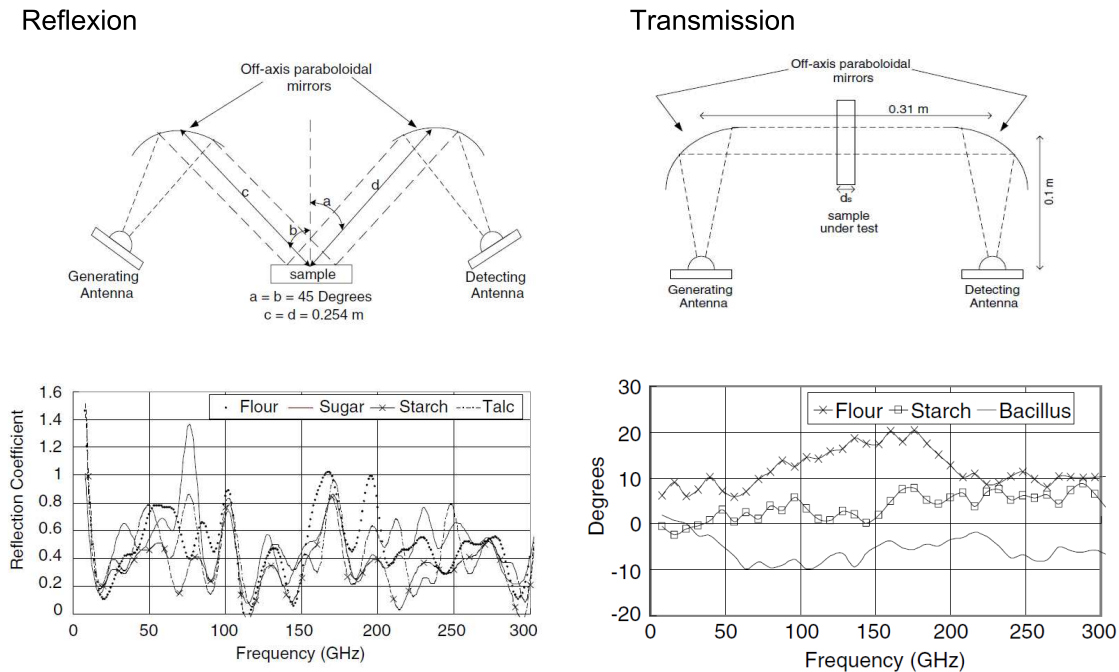 Reflexion
Off-axis paraboloidal
mirrors
c
d
a
b
sample
Generating
Antenna
Detecting
Antenna
a = b = 45 Degrees
c = d = 0.254 m
Transmission
Off-axis paraboloidal
mirrors
0.31 m
0.1 m
ds
sample
under test
Generating
Antenna
Detecting
Antenna
Reflection Coefficient
1.6
1.4
1.2
1
0.8
0.6
0.4
0.2
0
Flour Sugar Starch Talc
0 50 100 150 200 250 300
Frequency (GHz)
Degrees
30
20
10
0
-10
-20
Flour Starch Bacillus
0 50 100 150 200 250 300
Frequency (GHz)